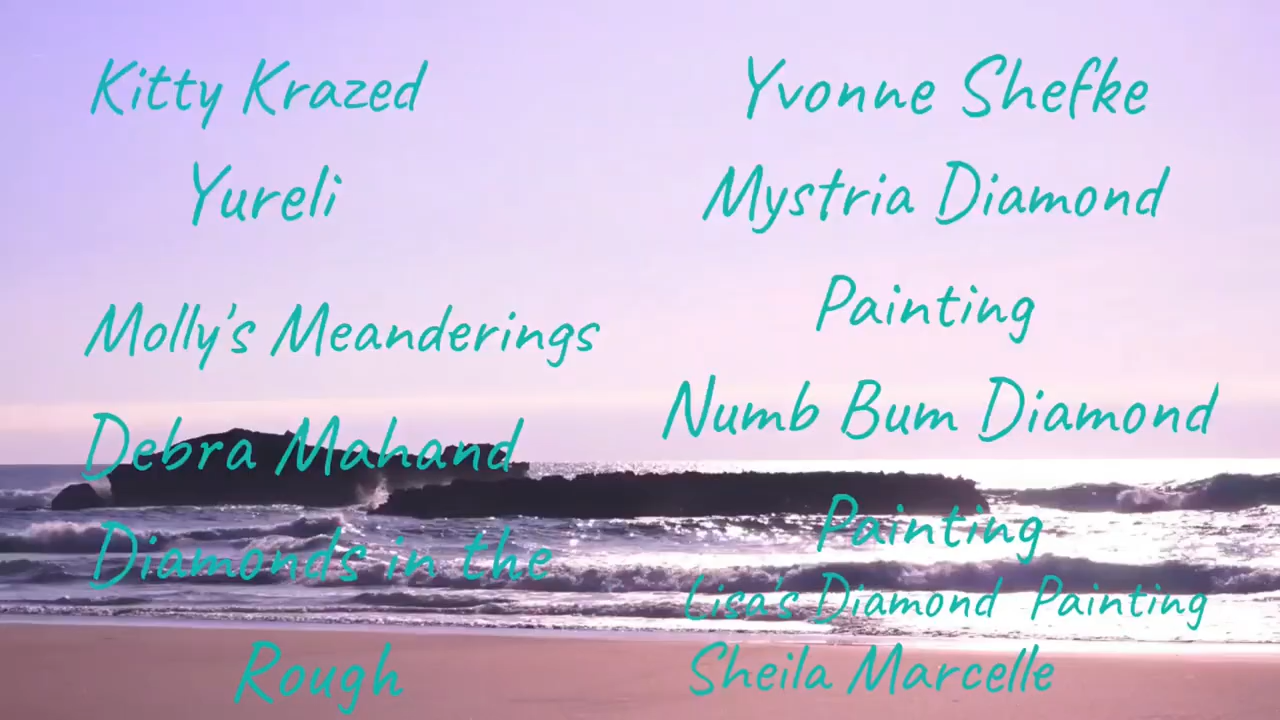 Kitty Krazed
Yureli
Molly's Meanderings
Debra Mahand
Diamonds in the
Rough
Yvonne Shefke
Mystria Diamond
Painting
Numb Bum Diamond
Painting
Lisa's Diamond Painting
Sheila Marcelle